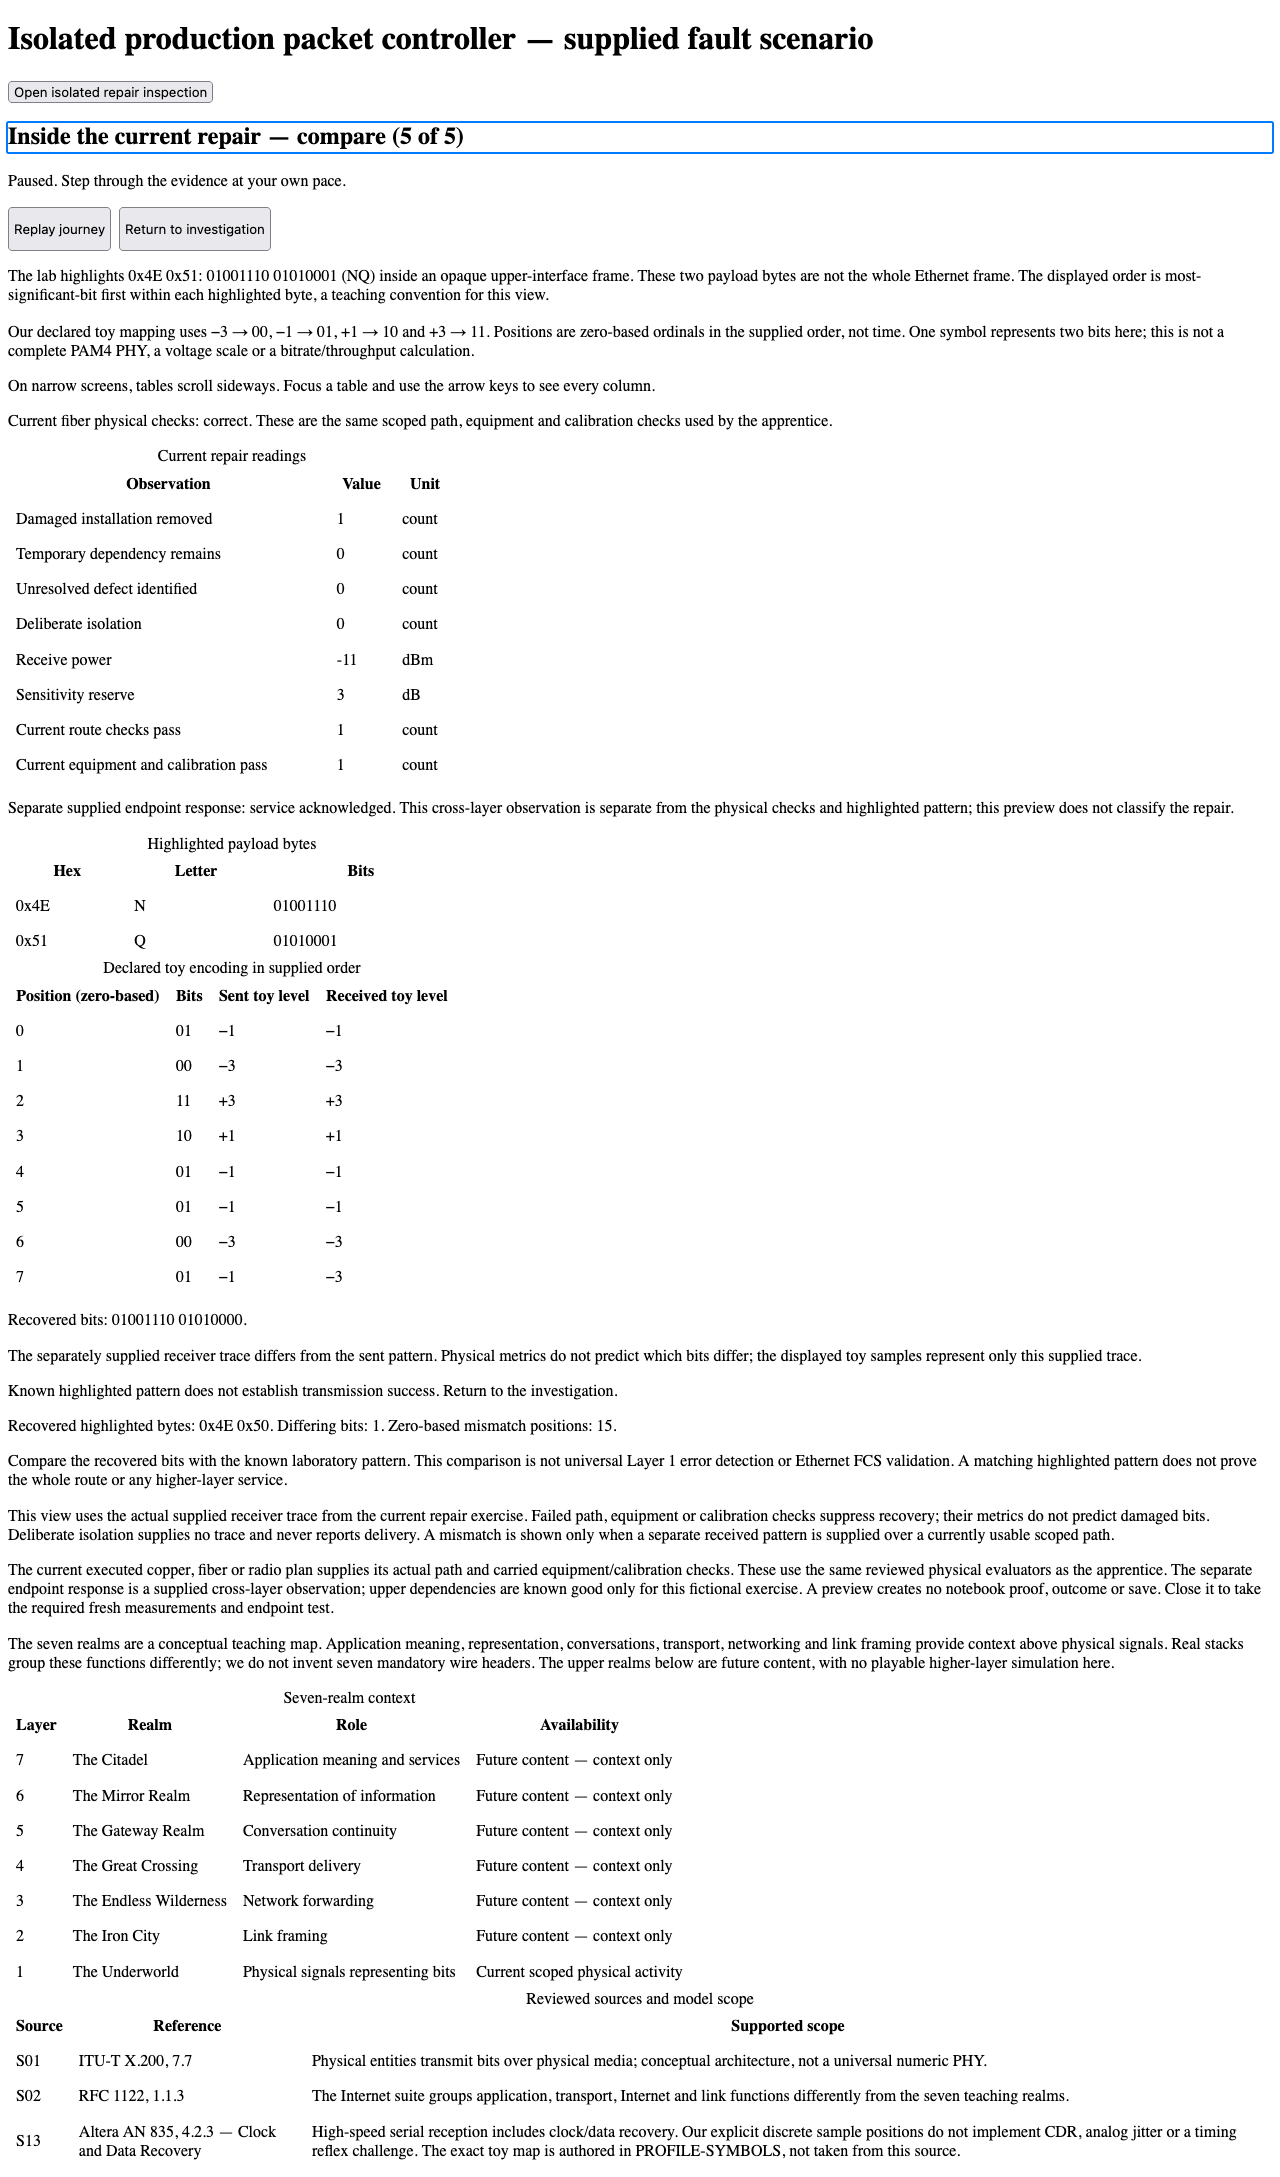 Isolated production packet controller — supplied fault scenario
Open isolated repair inspection
Inside the current repair — compare (5 of 5)
Paused. Step through the evidence at your own pace.
Replay journey Return to investigation
The lab highlights 0x4E 0x51: 01001110 01010001 (NQ) inside an opaque upper-interface frame. These two payload bytes are not the whole Ethernet frame. The displayed order is most-
significant-bit first within each highlighted byte, a teaching convention for this view.
Our declared toy mapping uses −3 → 00, −1 → 01, +1 → 10 and +3 → 11. Positions are zero-based ordinals in the supplied order, not time. One symbol represents two bits here; this is not a
complete PAM4 PHY, a voltage scale or a bitrate/throughput calculation.
On narrow screens, tables scroll sideways. Focus a table and use the arrow keys to see every column.
Current fiber physical checks: correct. These are the same scoped path, equipment and calibration checks used by the apprentice.
Current repair readings
Observation Value Unit
Damaged installation removed 1 count
Temporary dependency remains 0 count
Unresolved defect identified 0 count
Deliberate isolation 0 count
Receive power -11 dBm
Sensitivity reserve 3 dB
Current route checks pass 1 count
Current equipment and calibration pass 1 count
Separate supplied endpoint response: service acknowledged. This cross-layer observation is separate from the physical checks and highlighted pattern; this preview does not classify the repair.
Highlighted payload bytes
Hex Letter Bits
0x4E N 01001110
0x51 Q 01010001
Declared toy encoding in supplied order
Position (zero-based) Bits Sent toy level Received toy level
0 01 −1 −1
1 00 −3 −3
2 11 +3 +3
3 10 +1 +1
4 01 −1 −1
5 01 −1 −1
6 00 −3 −3
7 01 −1 −3
Recovered bits: 01001110 01010000.
The separately supplied receiver trace differs from the sent pattern. Physical metrics do not predict which bits differ; the displayed toy samples represent only this supplied trace.
Known highlighted pattern does not establish transmission success. Return to the investigation.
Recovered highlighted bytes: 0x4E 0x50. Differing bits: 1. Zero-based mismatch positions: 15.
Compare the recovered bits with the known laboratory pattern. This comparison is not universal Layer 1 error detection or Ethernet FCS validation. A matching highlighted pattern does not prove
the whole route or any higher-layer service.
This view uses the actual supplied receiver trace from the current repair exercise. Failed path, equipment or calibration checks suppress recovery; their metrics do not predict damaged bits.
Deliberate isolation supplies no trace and never reports delivery. A mismatch is shown only when a separate received pattern is supplied over a currently usable scoped path.
The current executed copper, fiber or radio plan supplies its actual path and carried equipment/calibration checks. These use the same reviewed physical evaluators as the apprentice. The separate
endpoint response is a supplied cross-layer observation; upper dependencies are known good only for this fictional exercise. A preview creates no notebook proof, outcome or save. Close it to take
the required fresh measurements and endpoint test.
The seven realms are a conceptual teaching map. Application meaning, representation, conversations, transport, networking and link framing provide context above physical signals. Real stacks
group these functions differently; we do not invent seven mandatory wire headers. The upper realms below are future content, with no playable higher-layer simulation here.
Seven-realm context
Layer Realm Role Availability
7 The Citadel Application meaning and services Future content — context only
6 The Mirror Realm Representation of information Future content — context only
5 The Gateway Realm Conversation continuity Future content — context only
4 The Great Crossing Transport delivery Future content — context only
3 The Endless Wilderness Network forwarding Future content — context only
2 The Iron City Link framing Future content — context only
1 The Underworld Physical signals representing bits Current scoped physical activity
Reviewed sources and model scope
Source Reference Supported scope
S01 ITU-T X.200, 7.7 Physical entities transmit bits over physical media; conceptual architecture, not a universal numeric PHY.
S02 RFC 1122, 1.1.3 The Internet suite groups application, transport, Internet and link functions differently from the seven teaching realms.
S13 Altera AN 835, 4.2.3 — Clock and Data Recovery High-speed serial reception includes clock/data recovery. Our explicit discrete sample positions do not implement CDR, analog jitter or a timing
reflex challenge. The exact toy map is authored in PROFILE-SYMBOLS, not taken from this source.